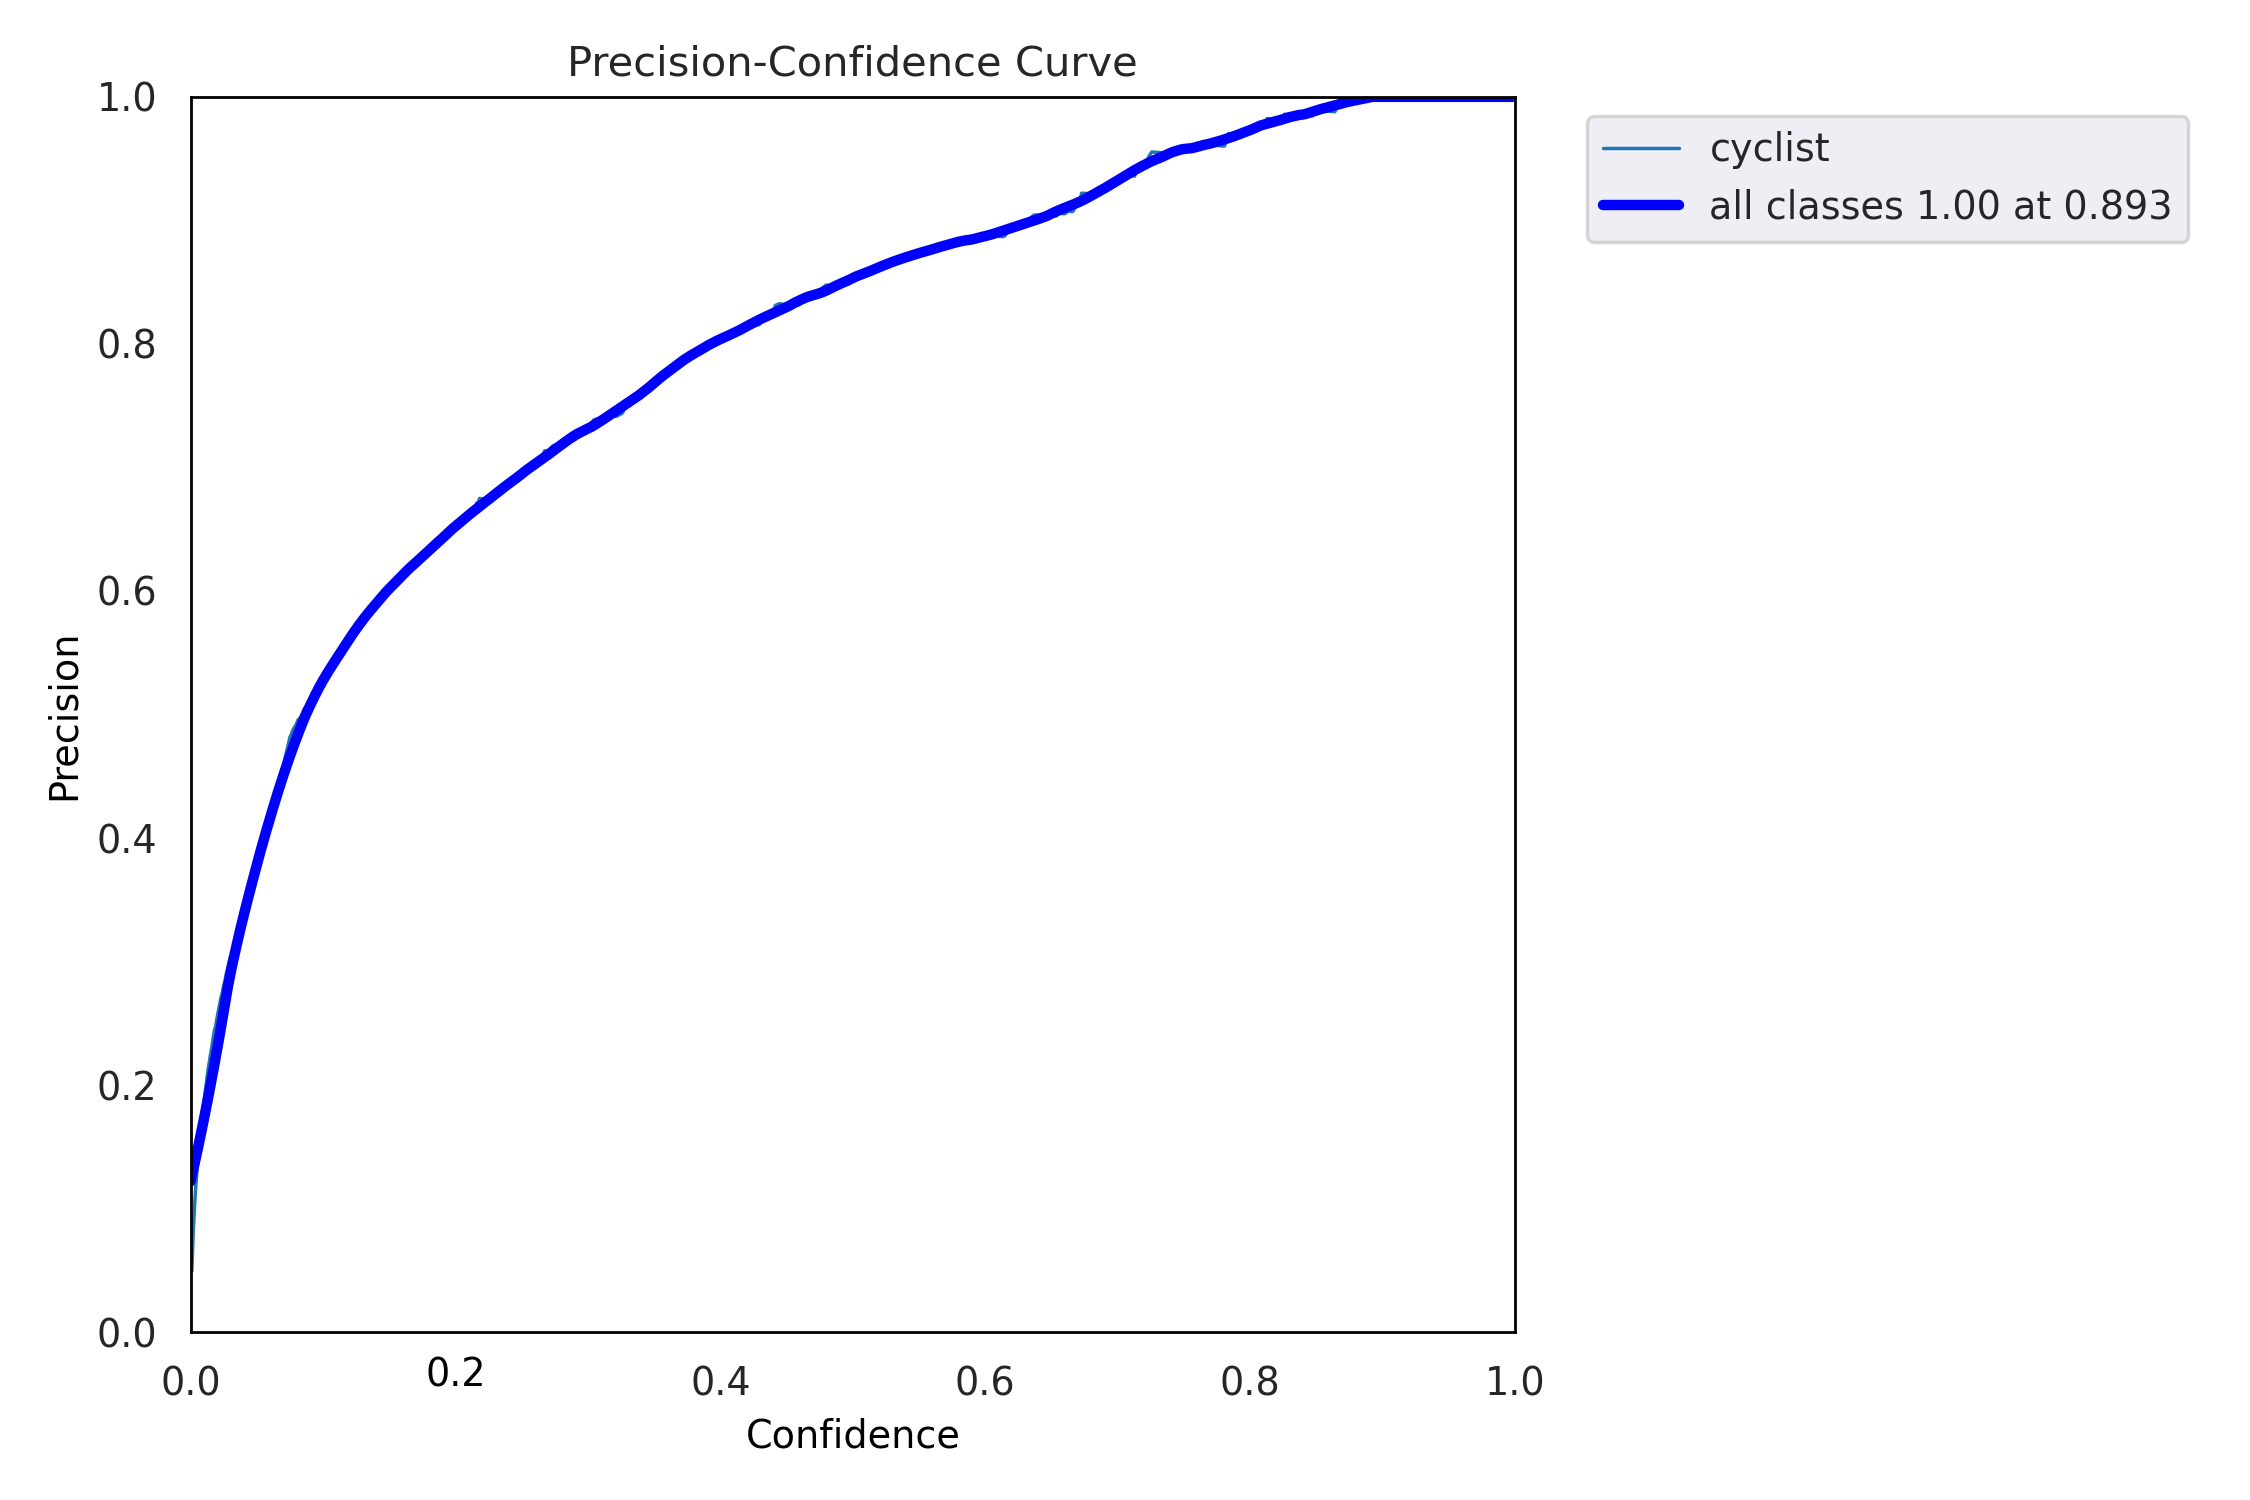 Precision-Confidence Curve
cyclist
all classes 1.00 at 0.893
1.0
0.8
0.6
0.4
0.2
0.0
Precision
0.0 0.2 0.4 0.6 0.8 1.0
Confidence